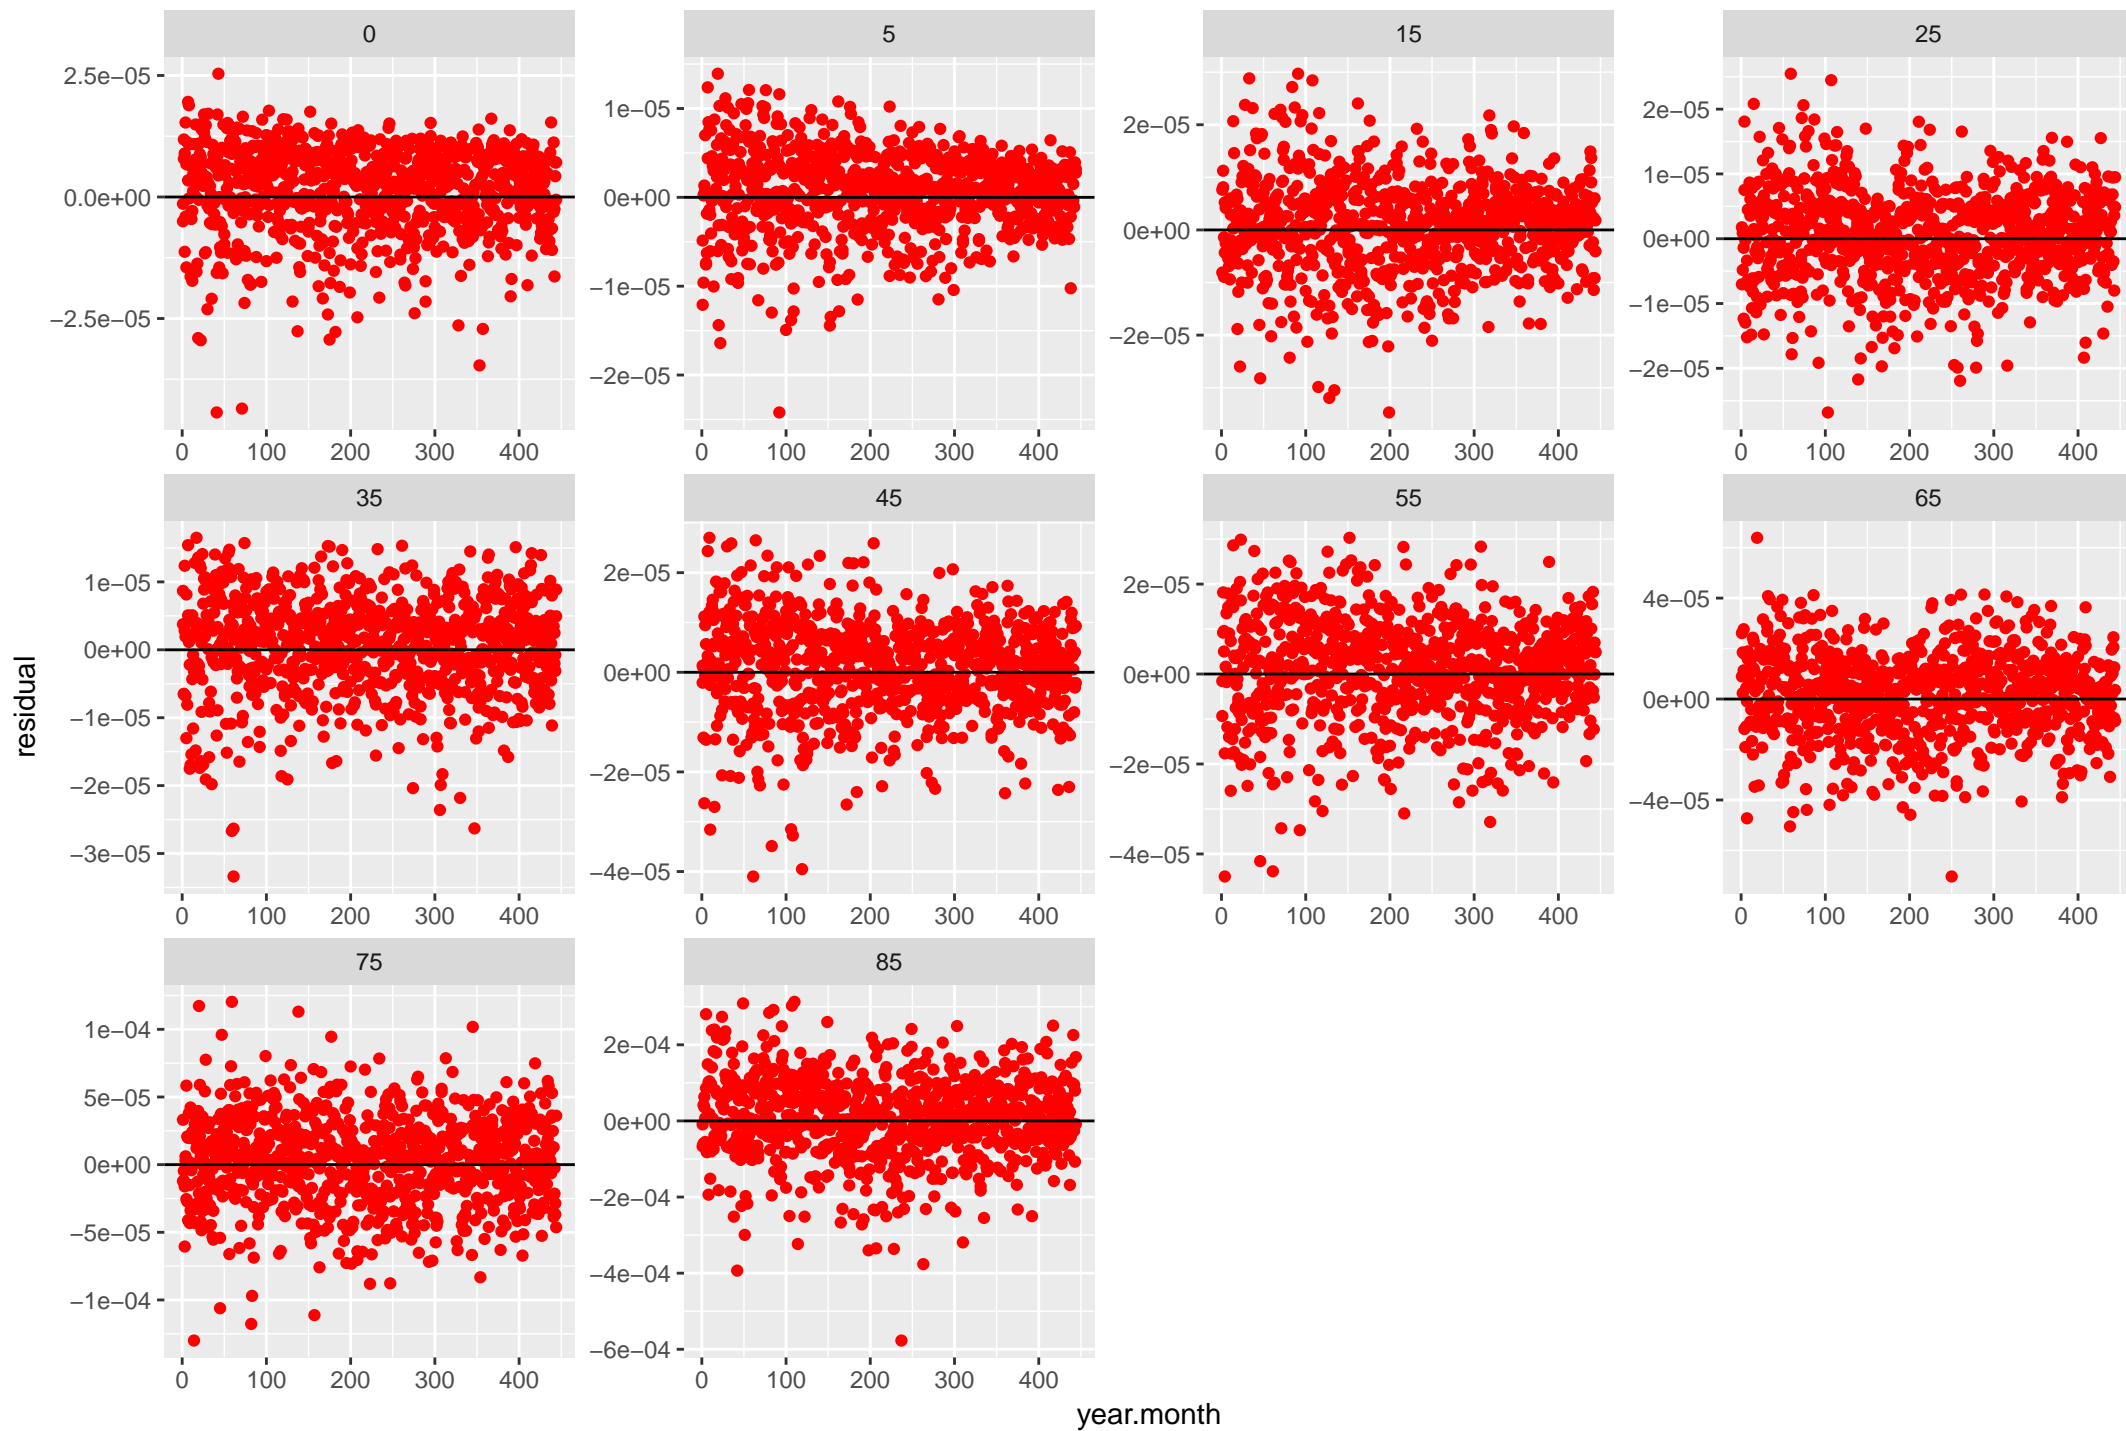 0 5 15 25
2.5e−05
0.0e+00
−2.5e−05
1e−05
0e+00
−1e−05
−2e−05
2e−05
0e+00
−2e−05
2e−05
1e−05
0e+00
−1e−05
−2e−05
0 100 200 300 400 0 100 200 300 400 0 100 200 300 400 0 100 200 300 400
35 45 55 65
1e−05
0e+00
−1e−05
−2e−05
−3e−05
2e−05
0e+00
−2e−05
−4e−05
2e−05
0e+00
−2e−05
−4e−05
4e−05
0e+00
−4e−05
0 100 200 300 400 0 100 200 300 400 0 100 200 300 400 0 100 200 300 400
75 85
1e−04
5e−05
0e+00
−5e−05
−1e−04
2e−04
0e+00
−2e−04
−4e−04
−6e−04
0 100 200 300 400 0 100 200 300 400
residual
year.month